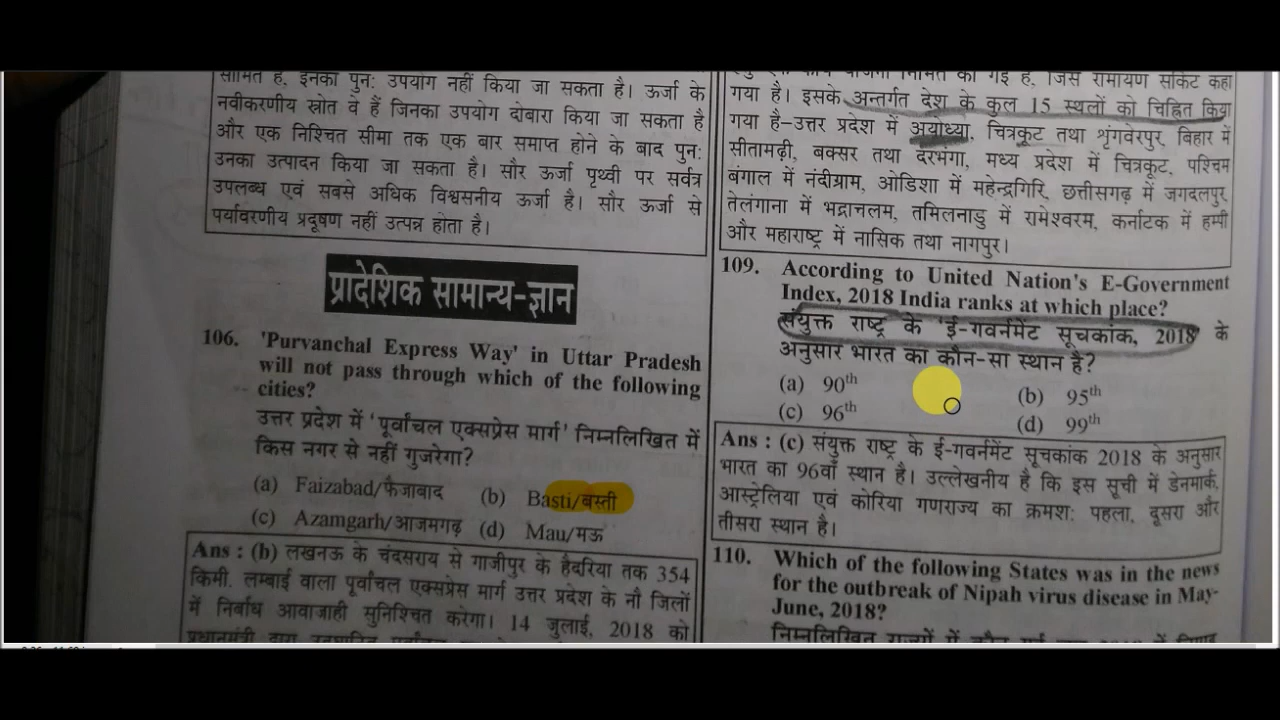 सीमित है, इनका पुन: उपयोग नहीं किया जा सकता है। ऊर्जा के
नवीकरणीय स्रोत वे हैं जिनका उपयोग दोबारा किया जा सकता है
और एक निश्चित सीमा तक एक बार समाप्त होने के बाद पुन:
उनका उत्पादन किया जा सकता है। सौर ऊर्जा पृथ्वी पर सर्वत्र
उपलब्ध एवं सबसे अधिक विश्वसनीय ऊर्जा है। सौर ऊर्जा से
पर्यावरणीय प्रदूषण नहीं उत्पन्न होता है।
प्रादेशिक सामान्य-ज्ञान
106. 'Purvanchal Express Way' in Uttar Pradesh
will not pass through which of the following
cities?
उत्तर प्रदेश में 'पूर्वांचल एक्सप्रेस मार्ग' निम्नलिखित में
किस नगर से नहीं गुजरेगा?
(a) Faizabad/फैजाबाद (b) Basti/बस्ती
(c) Azamgarh/आजमगढ़ (d) Mau/मऊ
Ans : (b) लखनऊ के चंदसराय से गाजीपुर के हैदरिया तक 354
किमी. लम्बाई वाला पूर्वांचल एक्सप्रेस मार्ग उत्तर प्रदेश के नौ जिलों
में निर्बाध आवाजाही सुनिश्चित करेगा। 14 जुलाई, 2018 को
की गई है, जिसे रामायण सर्किट कहा
गया है। इसके अन्तर्गत देश के कुल 15 स्थलों को चिह्नित किया
गया है–उत्तर प्रदेश में अयोध्या, चित्रकूट तथा शृंगवेरपुर, बिहार में
सीतामढ़ी, बक्सर तथा दरभंगा, मध्य प्रदेश में चित्रकूट, पश्चिम
बंगाल में नंदीग्राम, ओडिशा में महेन्द्रगिरि, छत्तीसगढ़ में जगदलपुर,
तेलंगाना में भद्राचलम, तमिलनाडु में रामेश्वरम, कर्नाटक में हम्पी
और महाराष्ट्र में नासिक तथा नागपुर।
109. According to United Nation's E-Government
Index, 2018 India ranks at which place?
संयुक्त राष्ट्र के 'ई-गवर्नमेंट सूचकांक, 2018' के
अनुसार भारत का कौन-सा स्थान है?
(a) 90th (b) 95th
(c) 96th (d) 99th
Ans : (c) संयुक्त राष्ट्र के ई-गवर्नमेंट सूचकांक 2018 के अनुसार
भारत का 96वाँ स्थान है। उल्लेखनीय है कि इस सूची में डेनमार्क,
आस्ट्रेलिया एवं कोरिया गणराज्य का क्रमश: पहला, दूसरा और
तीसरा स्थान है।
110. Which of the following States was in the news
for the outbreak of Nipah virus disease in May-
June, 2018?